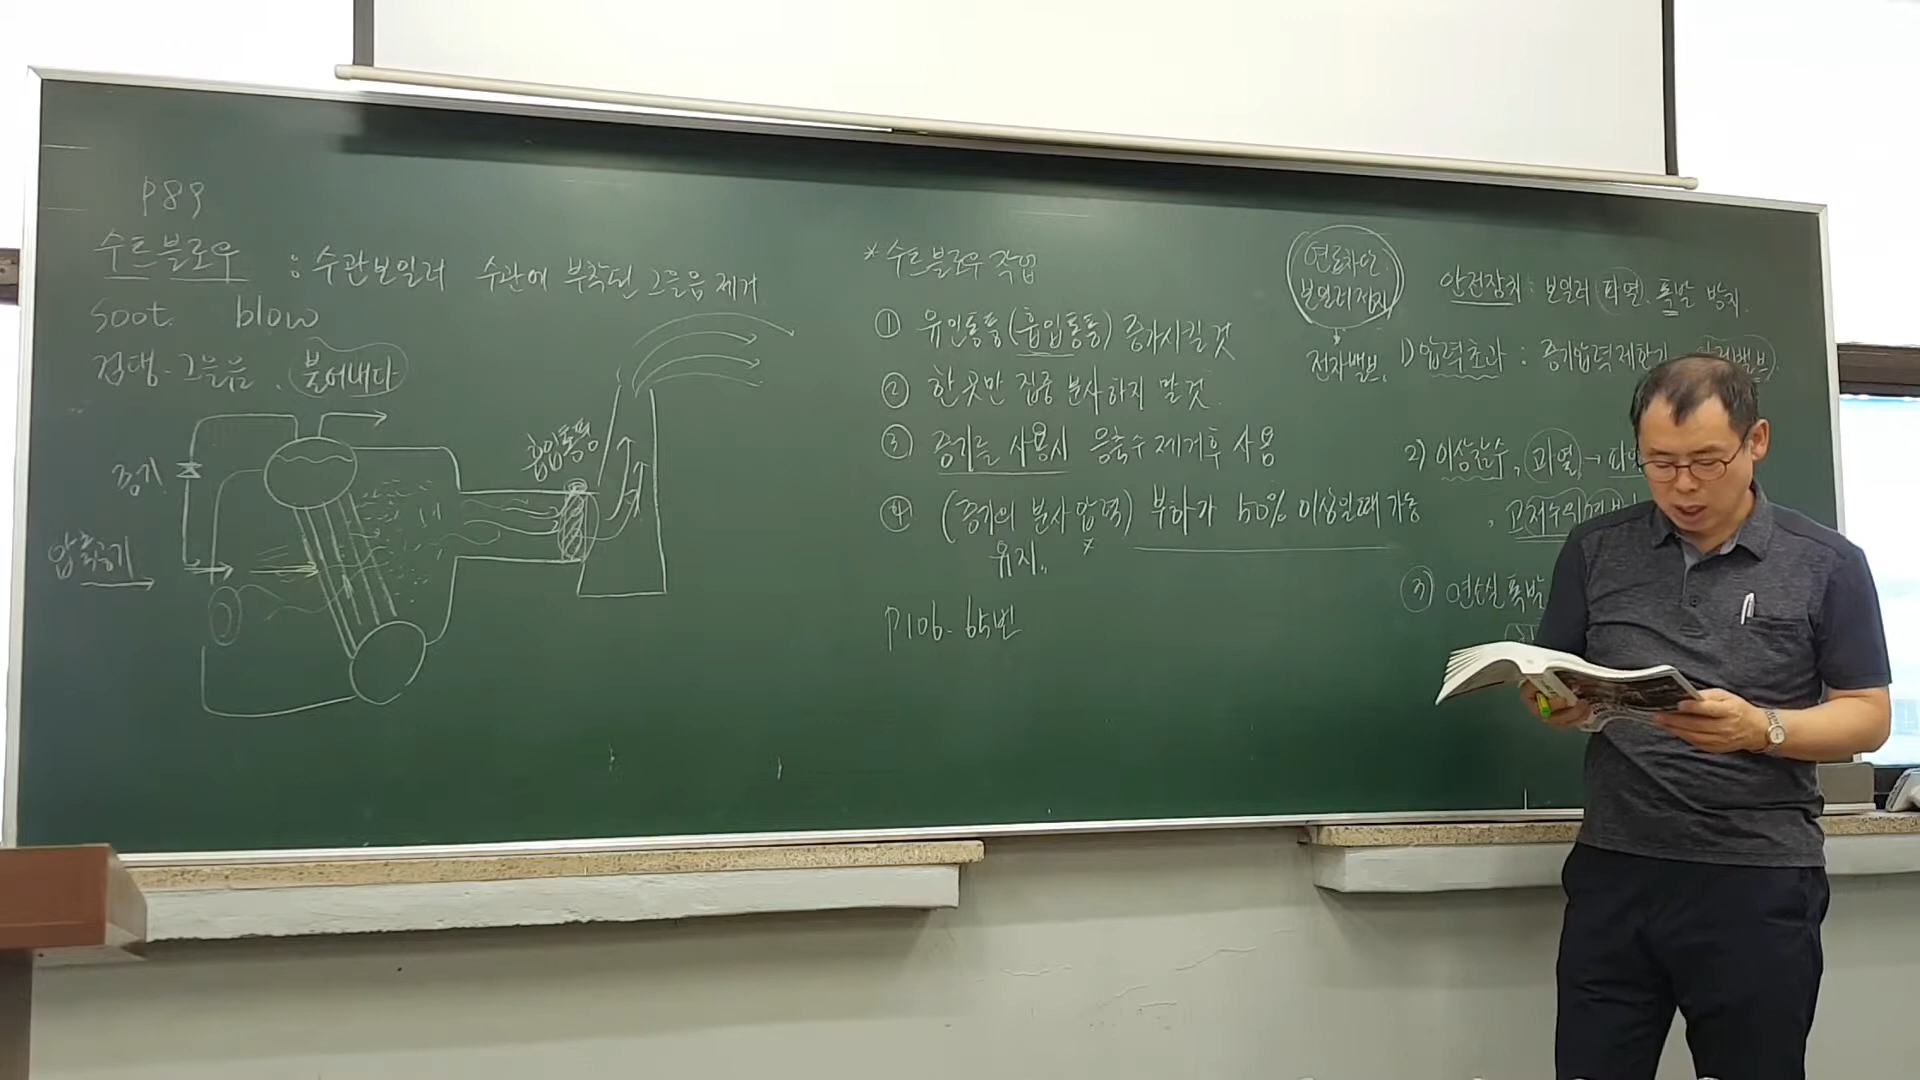 P89
수트블로우 : 수관보일러 수관에 부착된 그을음 제거
soot blow
검댕·그을음, 불어내다
증기
압축공기
흡입통풍
*수트블로우 작업
① 유인통풍(흡입통풍) 증가시킬 것
② 한곳만 집중 분사하지 말것.
③ 증기를 사용시 응축수 제거후 사용
④ (증기의 분사압력) 부하가 50% 이상일때 가동
유지..
P106. 65번
연료차단.
보일러정지
전자밸브.
안전장치 : 보일러 파열. 폭발 방지.
1) 압력초과 : 증기압력제한기
2) 이상감수, 과열 →
, 고저수위
3) 연소실 폭발